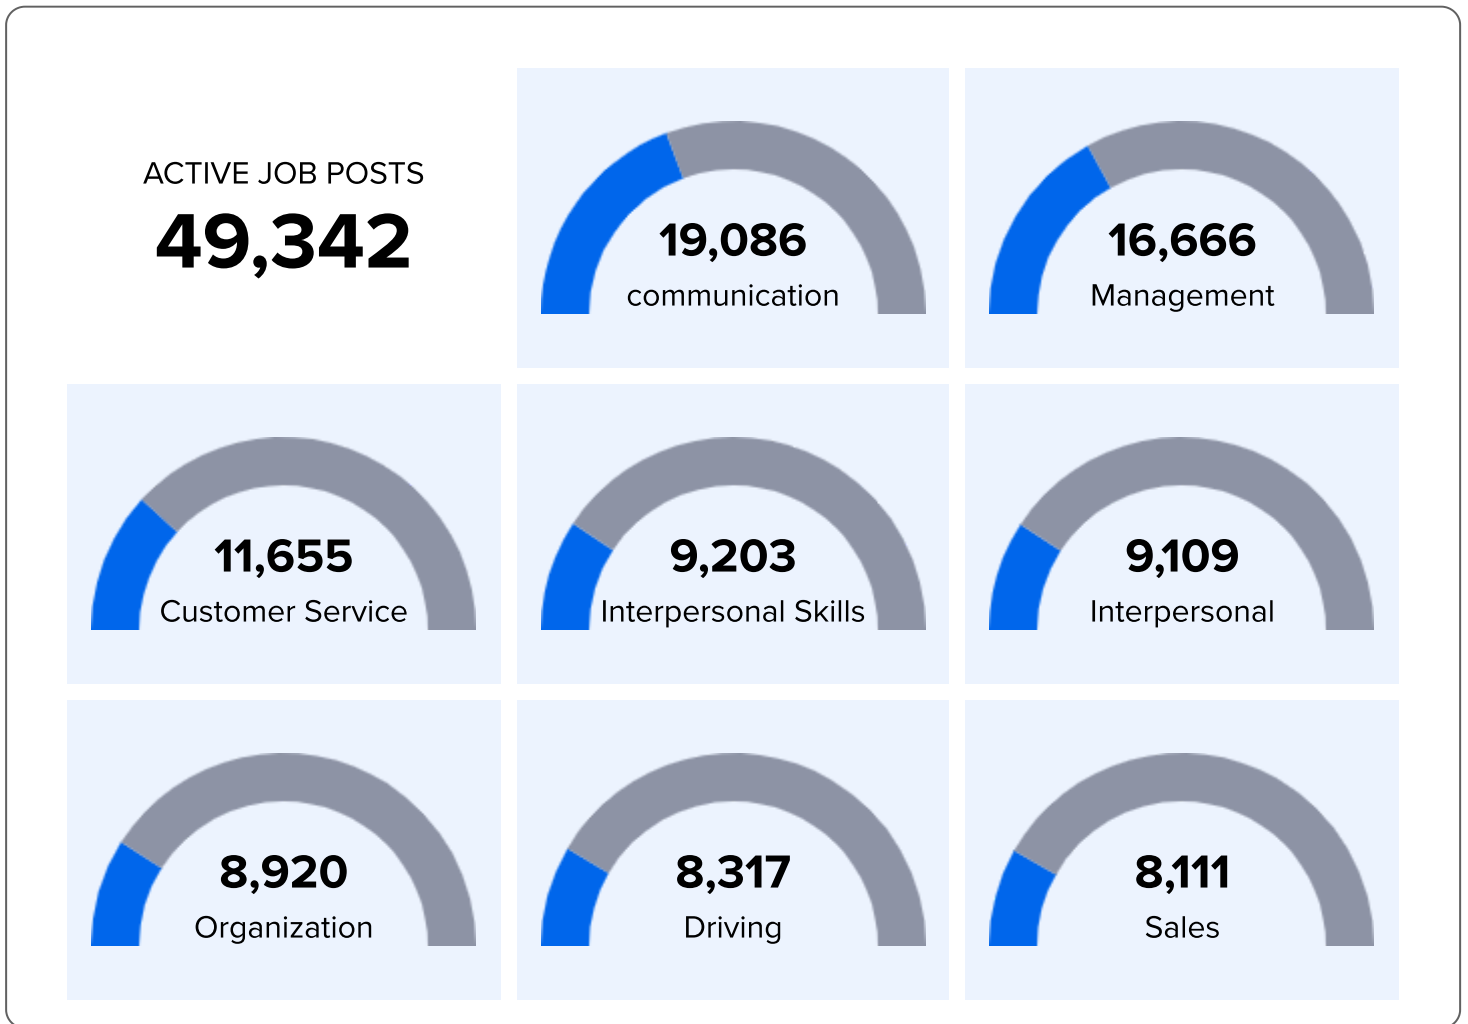 ACTIVE JOB POSTS
49,342
19,086
communication
16,666
Management
11,655
Customer Service
9,203
Interpersonal Skills
9,109
Interpersonal
8,920
Organization
8,317
Driving
8,111
Sales